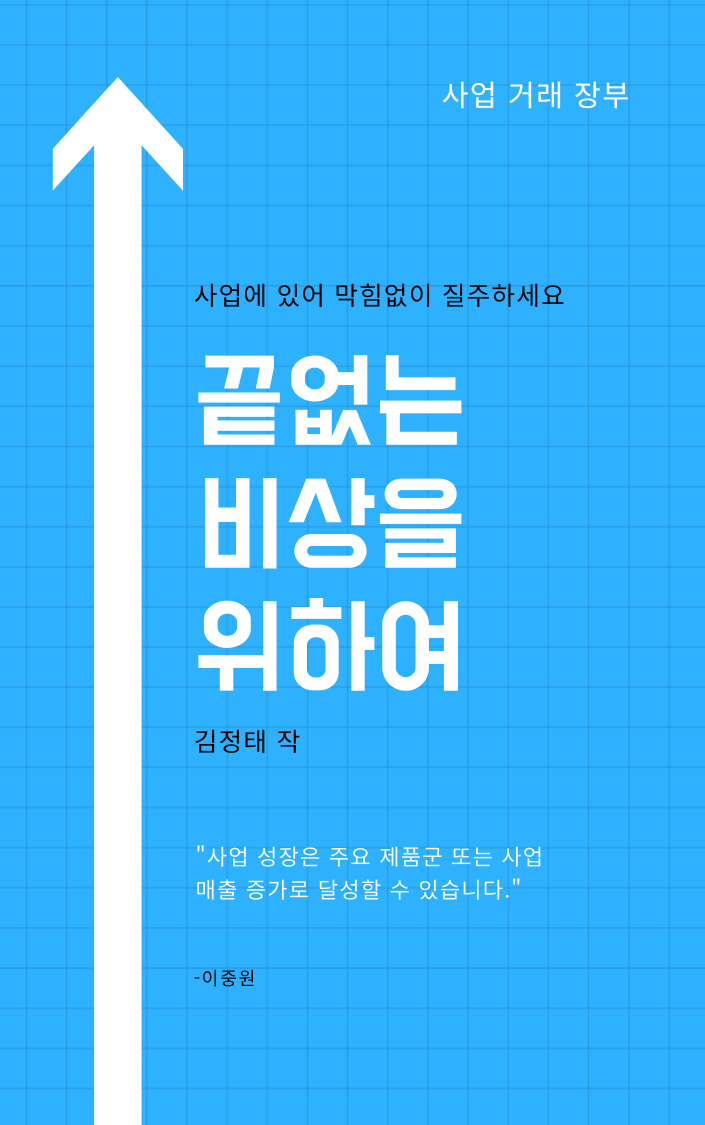 사업 거래 장부
사업에 있어 막힘없이 질주하세요
끝없는
비상을
위하여
김정태 작
"사업 성장은 주요 제품군 또는 사업
매출 증가로 달성할 수 있습니다."
-이중원